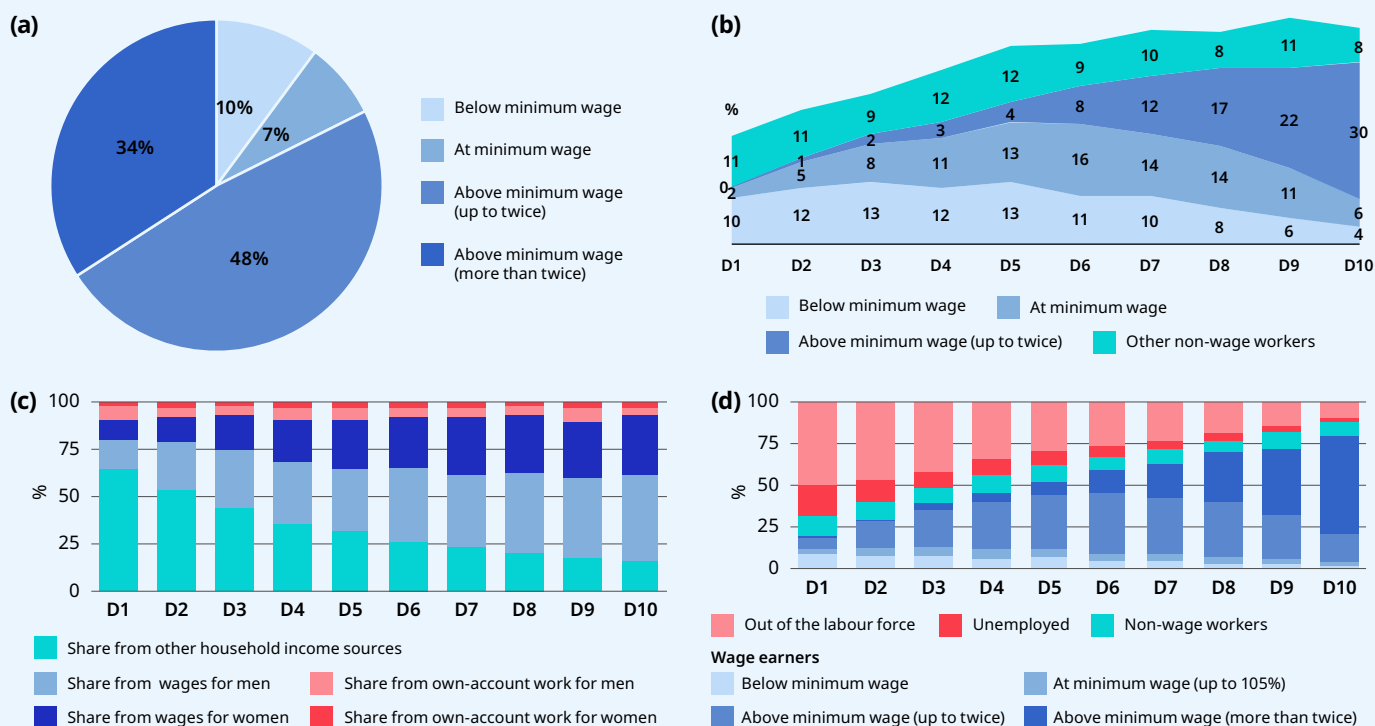 (a)
10%
7%
34%
48%
Below minimum wage
At minimum wage
Above minimum wage
(up to twice)
Above minimum wage
(more than twice)
(b)
%
11 11 9 12 12 9 10 8 11 8
0 1 2 3 4 8 12 17 22 30
2 5 8 11 13 16 14 14 11 6
10 12 13 12 13 11 10 8 6 4
D1 D2 D3 D4 D5 D6 D7 D8 D9 D10
Below minimum wage At minimum wage
Above minimum wage (up to twice) Other non-wage workers
(c)
100
75
%
50
25
0
D1 D2 D3 D4 D5 D6 D7 D8 D9 D10
Share from other household income sources
Share from wages for men Share from own-account work for men
Share from wages for women Share from own-account work for women
(d)
100
75
%
50
25
0
D1 D2 D3 D4 D5 D6 D7 D8 D9 D10
Out of the labour force Unemployed Non-wage workers
Wage earners
Below minimum wage At minimum wage (up to 105%)
Above minimum wage (up to twice) Above minimum wage (more than twice)